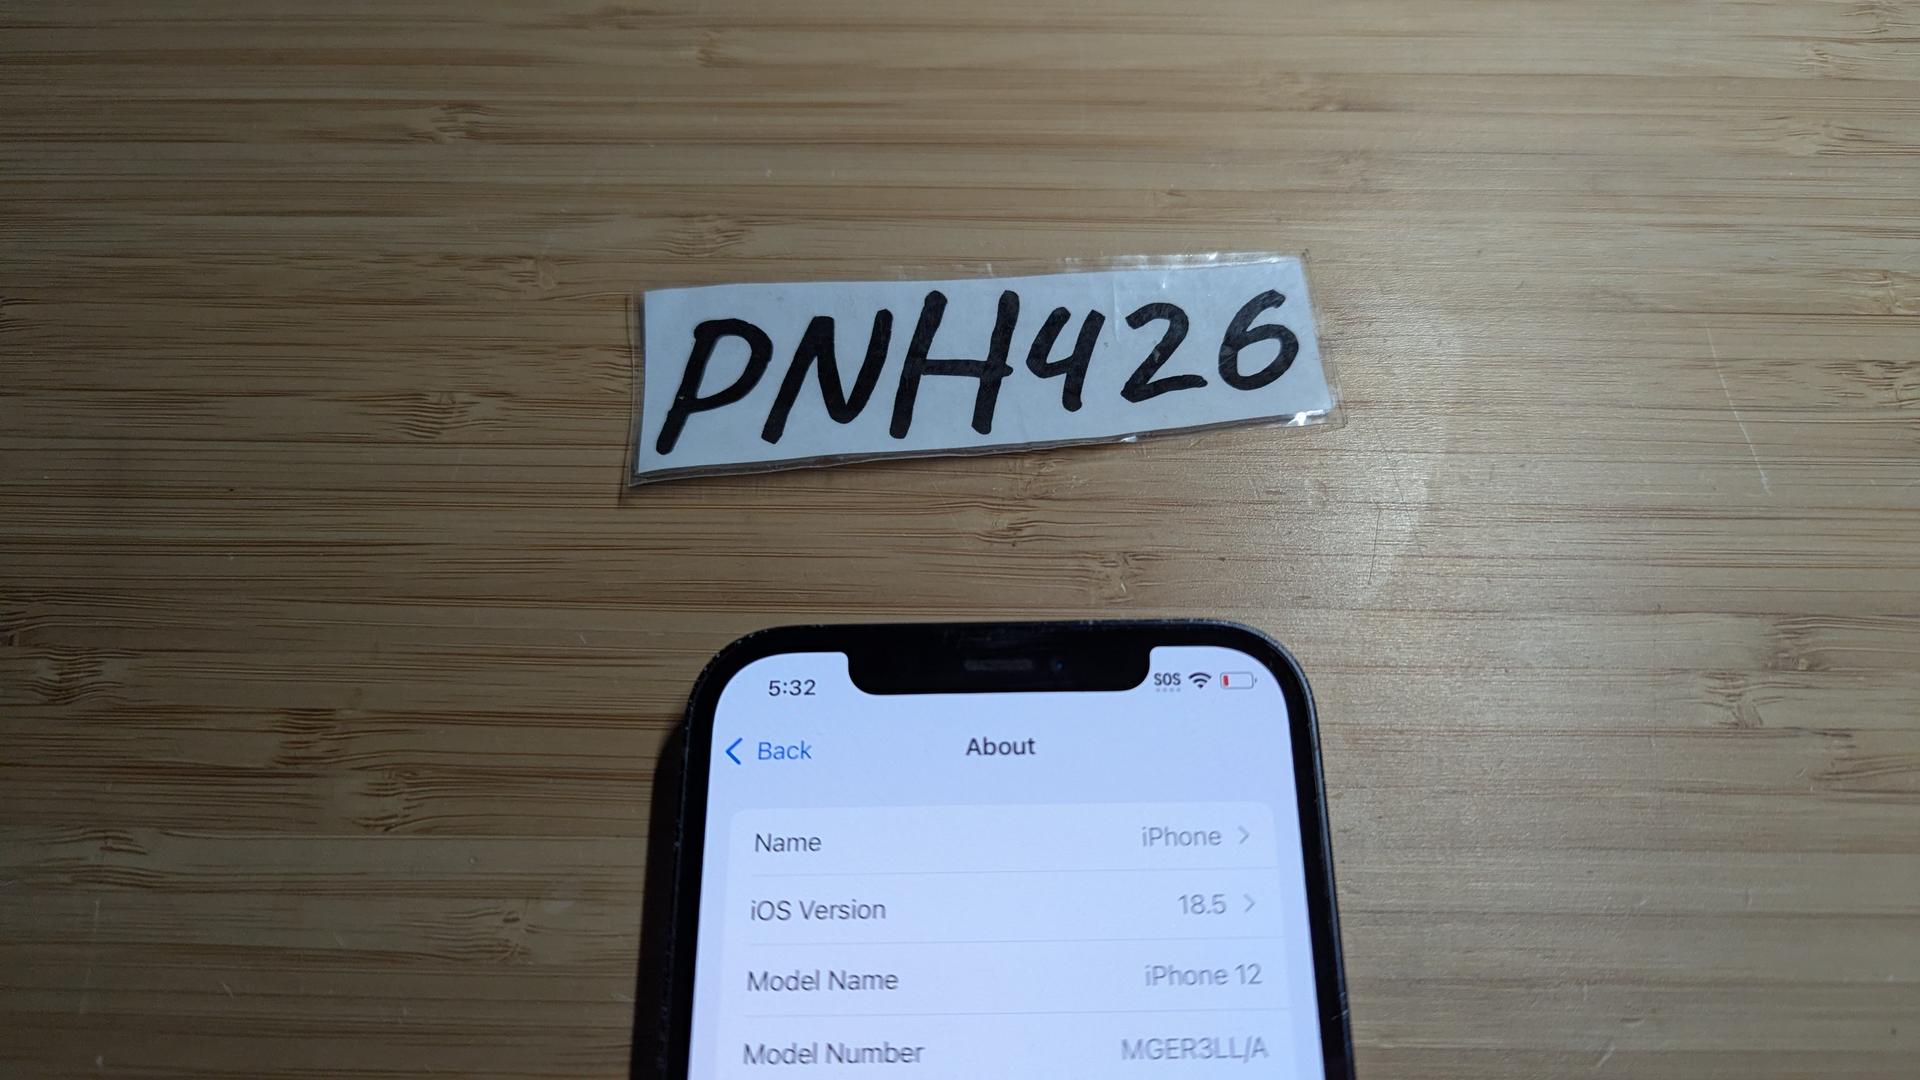 PNH426
5:32 SOS
Back About
Name iPhone
iOS Version 18.5
Model Name iPhone 12
Model Number MGER3LL/A